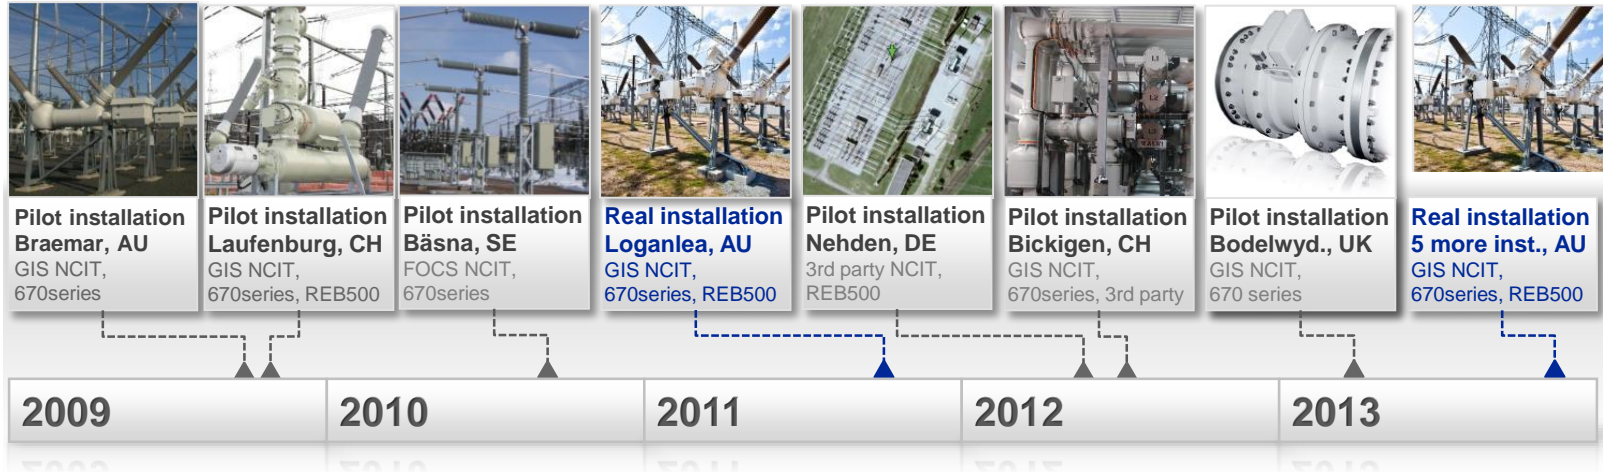 Pilot installation
Braemar, AU
GIS NCIT,
670series
Pilot installation
Laufenburg, CH
GIS NCIT,
670series, REB500
Pilot installation
Bäsna, SE
FOCS NCIT,
670series
Real installation
Loganlea, AU
GIS NCIT,
670series, REB500
Pilot installation
Nehden, DE
3rd party NCIT,
REB500
L1
L2
L3
Pilot installation
Bickigen, CH
GIS NCIT,
670series, 3rd party
Pilot installation
Bodelwyd., UK
GIS NCIT,
670 series
Real installation
5 more inst., AU
GIS NCIT,
670series, REB500
2009
2010
2011
2012
2013